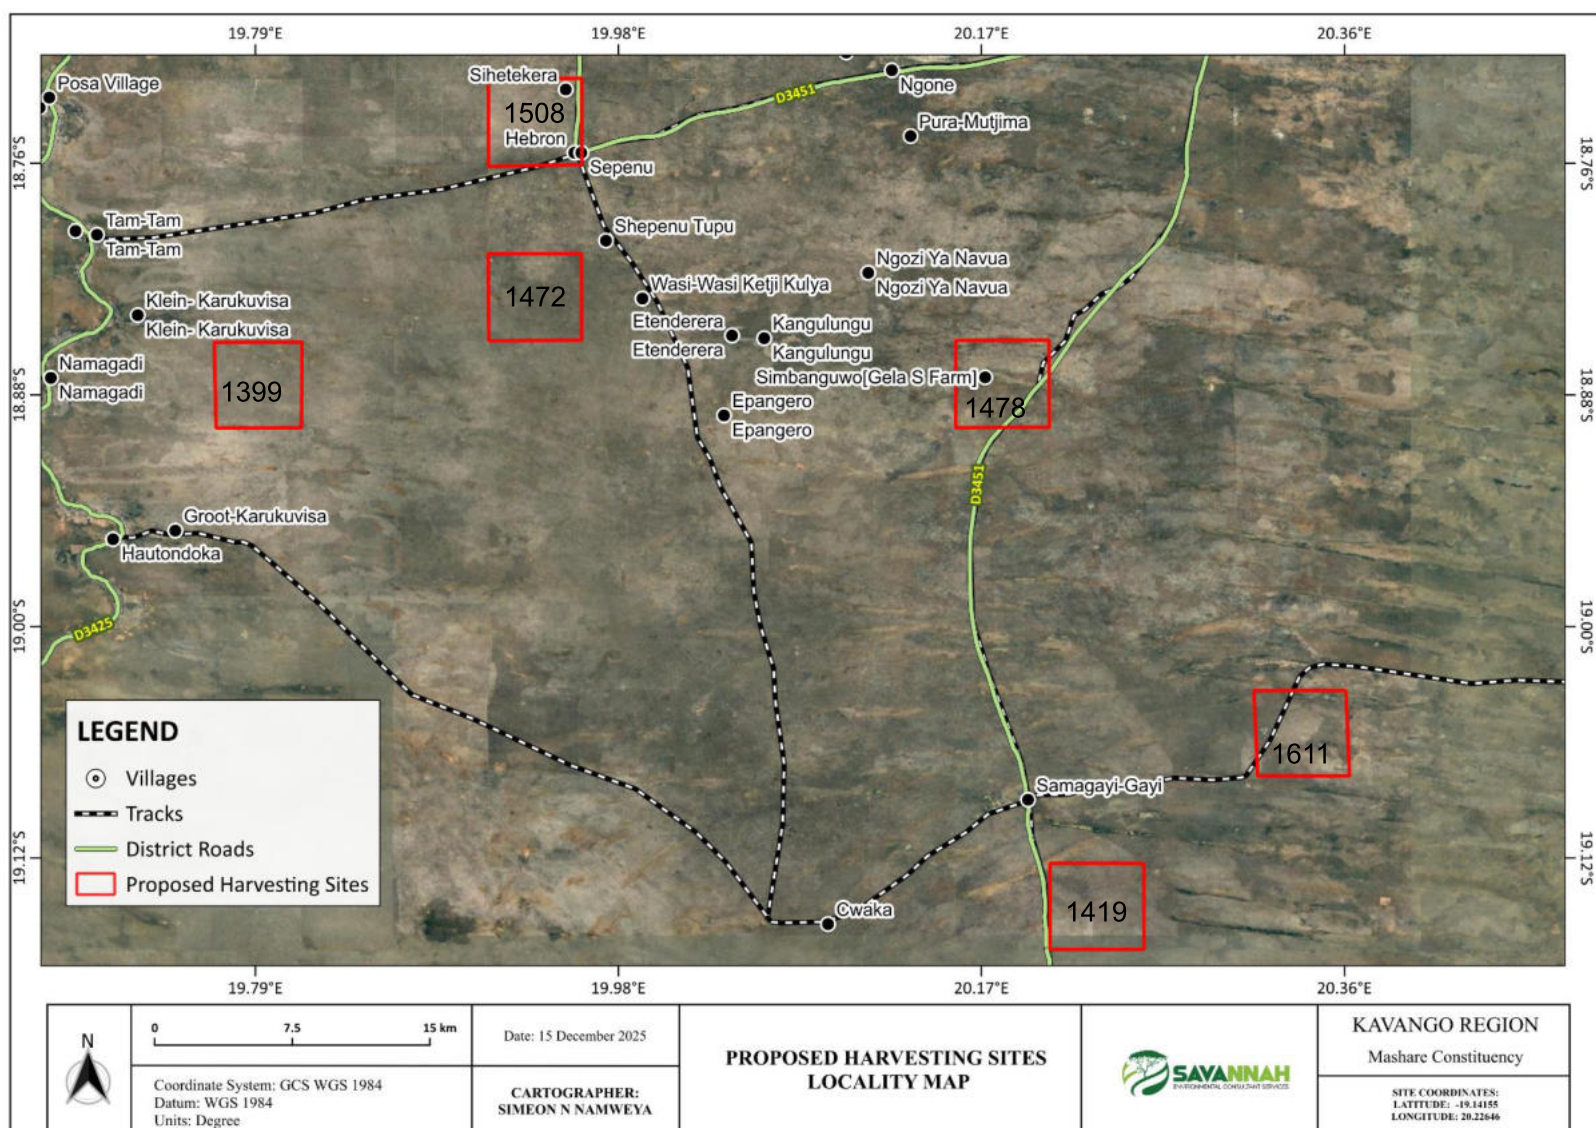 19.79°E
19.98°E
20.17°E
20.36°E
18.76°S
18.76°S
18.88°S
18.88°S
19.00°S
19.00°S
19.12°S
19.12°S
Posa Village
Sihetekera
1508
Hebron
Sepenu
D3451
Ngone
Pura-Mutjima
Tam-Tam
Tam-Tam
Shepenu Tupu
Klein- Karukuvisa
Klein- Karukuvisa
1472
Wasi-Wasi Ketji Kulya
Ngozi Ya Navua
Ngozi Ya Navua
Etenderera
Etenderera
Kangulungu
Kangulungu
Namagadi
Namagadi
1399
Simbanguwo[Gela S Farm]
1478
Epangero
Epangero
D3451
Groot-Karukuvisa
Hautondoka
D3425
1611
Samagayi-Gayi
1419
Cwaka
LEGEND
Villages
Tracks
District Roads
Proposed Harvesting Sites
19.79°E
19.98°E
20.17°E
20.36°E
N
0 7.5 15 km
Coordinate System: GCS WGS 1984
Datum: WGS 1984
Units: Degree
Date: 15 December 2025
CARTOGRAPHER:
SIMEON N NAMWEYA
PROPOSED HARVESTING SITES
LOCALITY MAP
SAVANNAH
ENVIRONMENTAL CONSULTANT SERVICES
KAVANGO REGION
Mashare Constituency
SITE COORDINATES:
LATITUDE: -19.14155
LONGITUDE: 20.22646